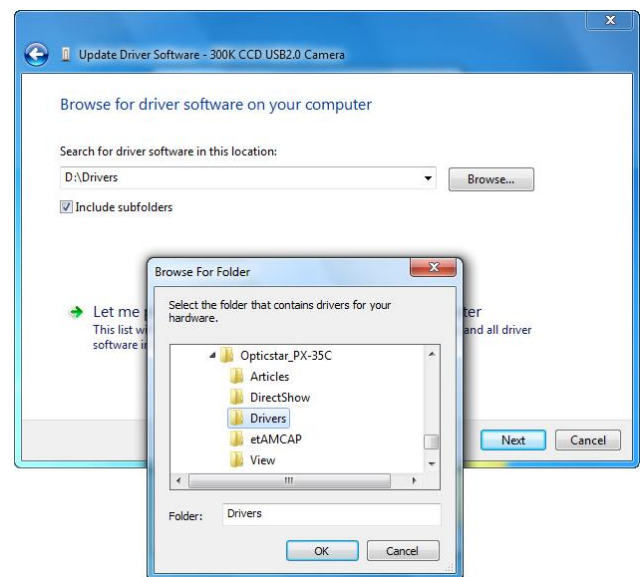 Update Driver Software - 300K CCD USB2.0 Camera
Browse for driver software on your computer
Search for driver software in this location:
D:\Drivers
Browse...
Include subfolders
Let me
This list
software
ter
and all driver
Next
Cancel
Browse For Folder
Select the folder that contains drivers for your
hardware.
Opticstar_PX-35C
Articles
DirectShow
Drivers
etAMCAP
View
Folder:
Drivers
OK
Cancel